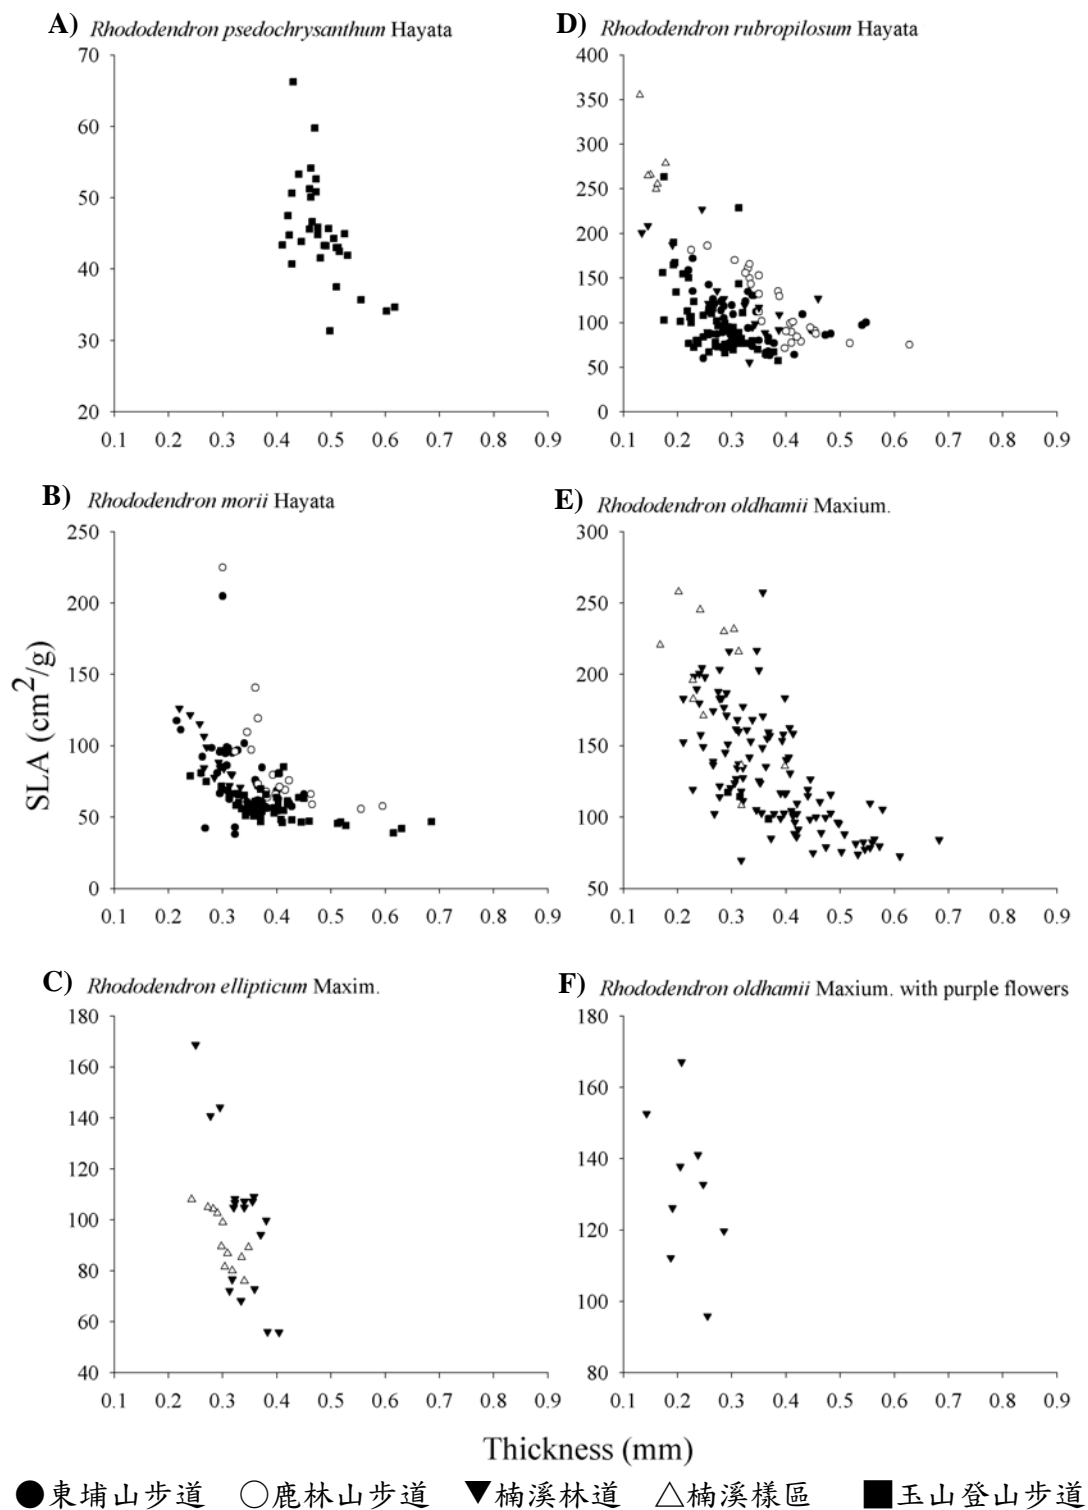 A) Rhododendron psedochrysanthum Hayata
70
60
50
40
30
20
0.1 0.2 0.3 0.4 0.5 0.6 0.7 0.8 0.9
B) Rhododendron morii Hayata
250
200
150
100
50
0
0.1 0.2 0.3 0.4 0.5 0.6 0.7 0.8 0.9
C) Rhododendron ellipticum Maxim.
180
160
140
120
100
80
60
40
0.1 0.2 0.3 0.4 0.5 0.6 0.7 0.8 0.9
D) Rhododendron rubropilosum Hayata
400
350
300
250
200
150
100
50
0
0.1 0.2 0.3 0.4 0.5 0.6 0.7 0.8 0.9
E) Rhododendron oldhamii Maxium.
300
250
200
150
100
50
0.1 0.2 0.3 0.4 0.5 0.6 0.7 0.8 0.9
F) Rhododendron oldhamii Maxium. with purple flowers
180
160
140
120
100
80
0.1 0.2 0.3 0.4 0.5 0.6 0.7 0.8 0.9
SLA (cm²/g)
Thickness (mm)
●東埔山步道 ○鹿林山步道 ▼楠溪林道 △楠溪樣區 ■玉山登山步道